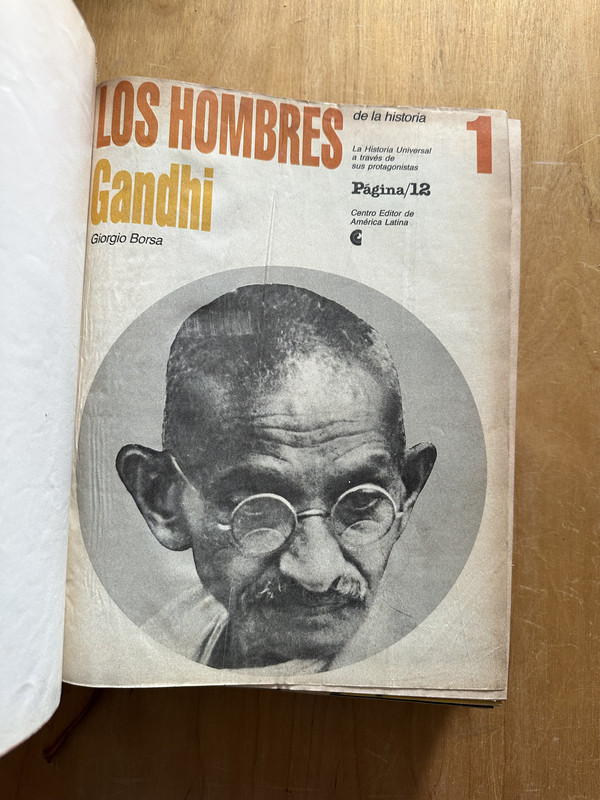 LOS HOMBRES
de la historia
1
Gandhi
Giorgio Borsa
La Historia Universal
a través de
sus protagonistas
Página/12
Centro Editor de
América Latina